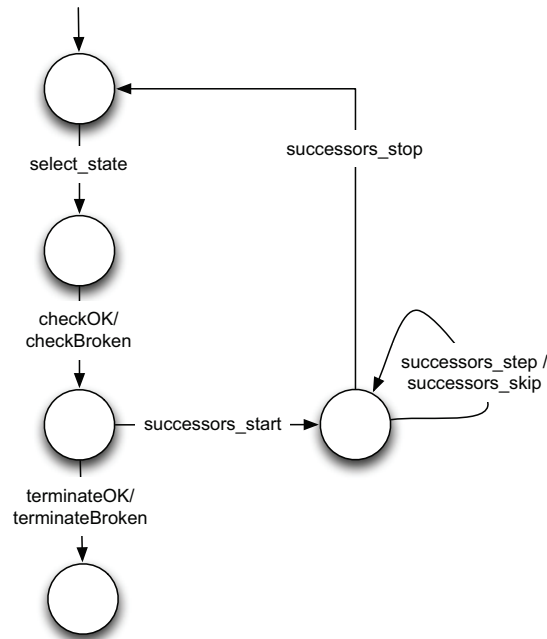 select_state
successors_stop
checkOK/
checkBroken
successors_step /
successors_skip
successors_start
terminateOK/
terminateBroken